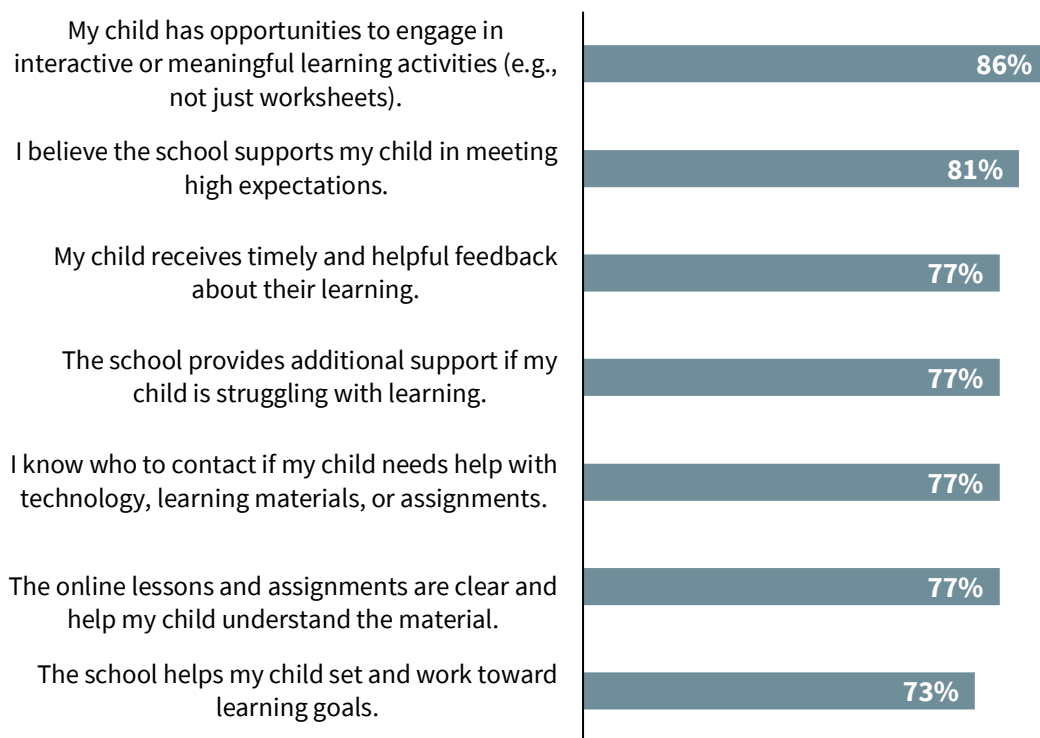 My child has opportunities to engage in
interactive or meaningful learning activities (e.g.,
not just worksheets).
86%
I believe the school supports my child in meeting
high expectations.
81%
My child receives timely and helpful feedback
about their learning.
77%
The school provides additional support if my
child is struggling with learning.
77%
I know who to contact if my child needs help with
technology, learning materials, or assignments.
77%
The online lessons and assignments are clear and
help my child understand the material.
77%
The school helps my child set and work toward
learning goals.
73%